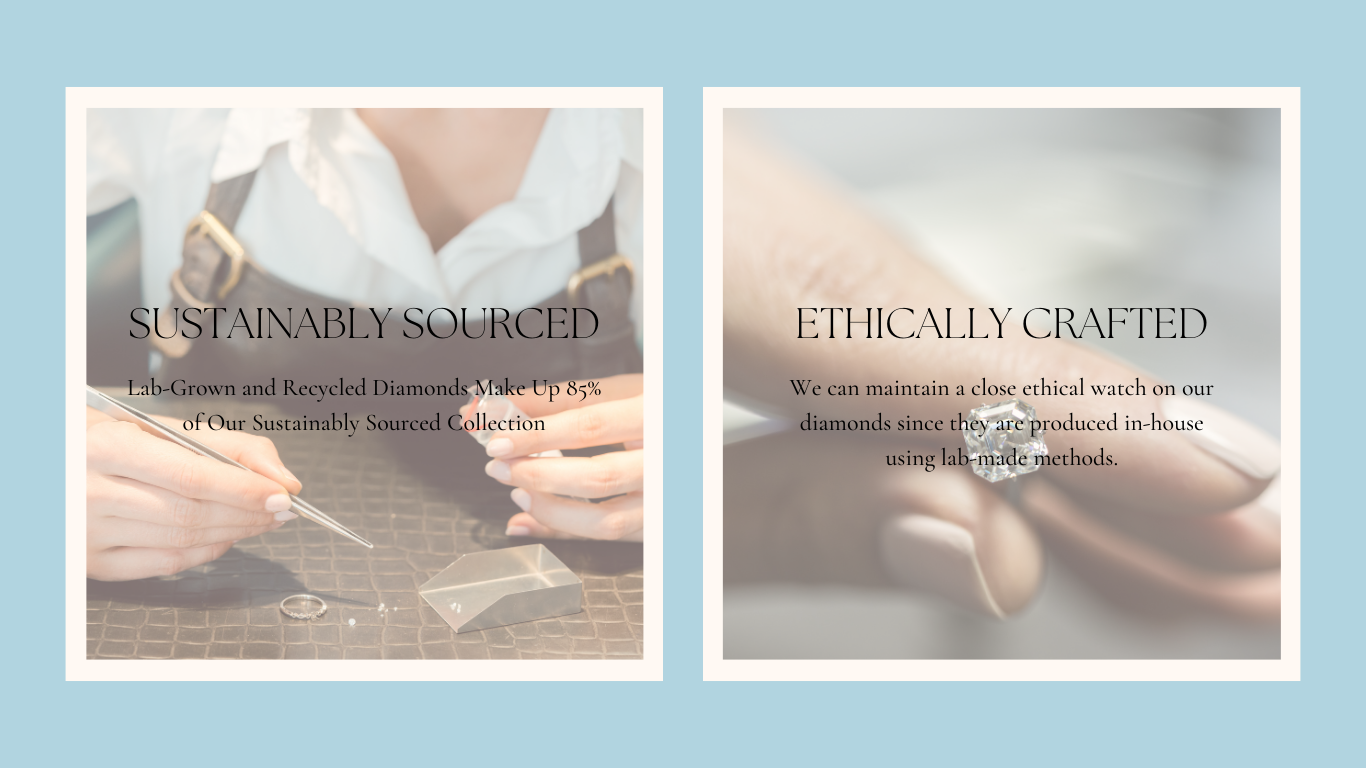 SUSTAINABLY SOURCED
Lab-Grown and Recycled Diamonds Make Up 85%
of Our Sustainably Sourced Collection
ETHICALLY CRAFTED
We can maintain a close ethical watch on our
diamonds since they are produced in-house
using lab-made methods.